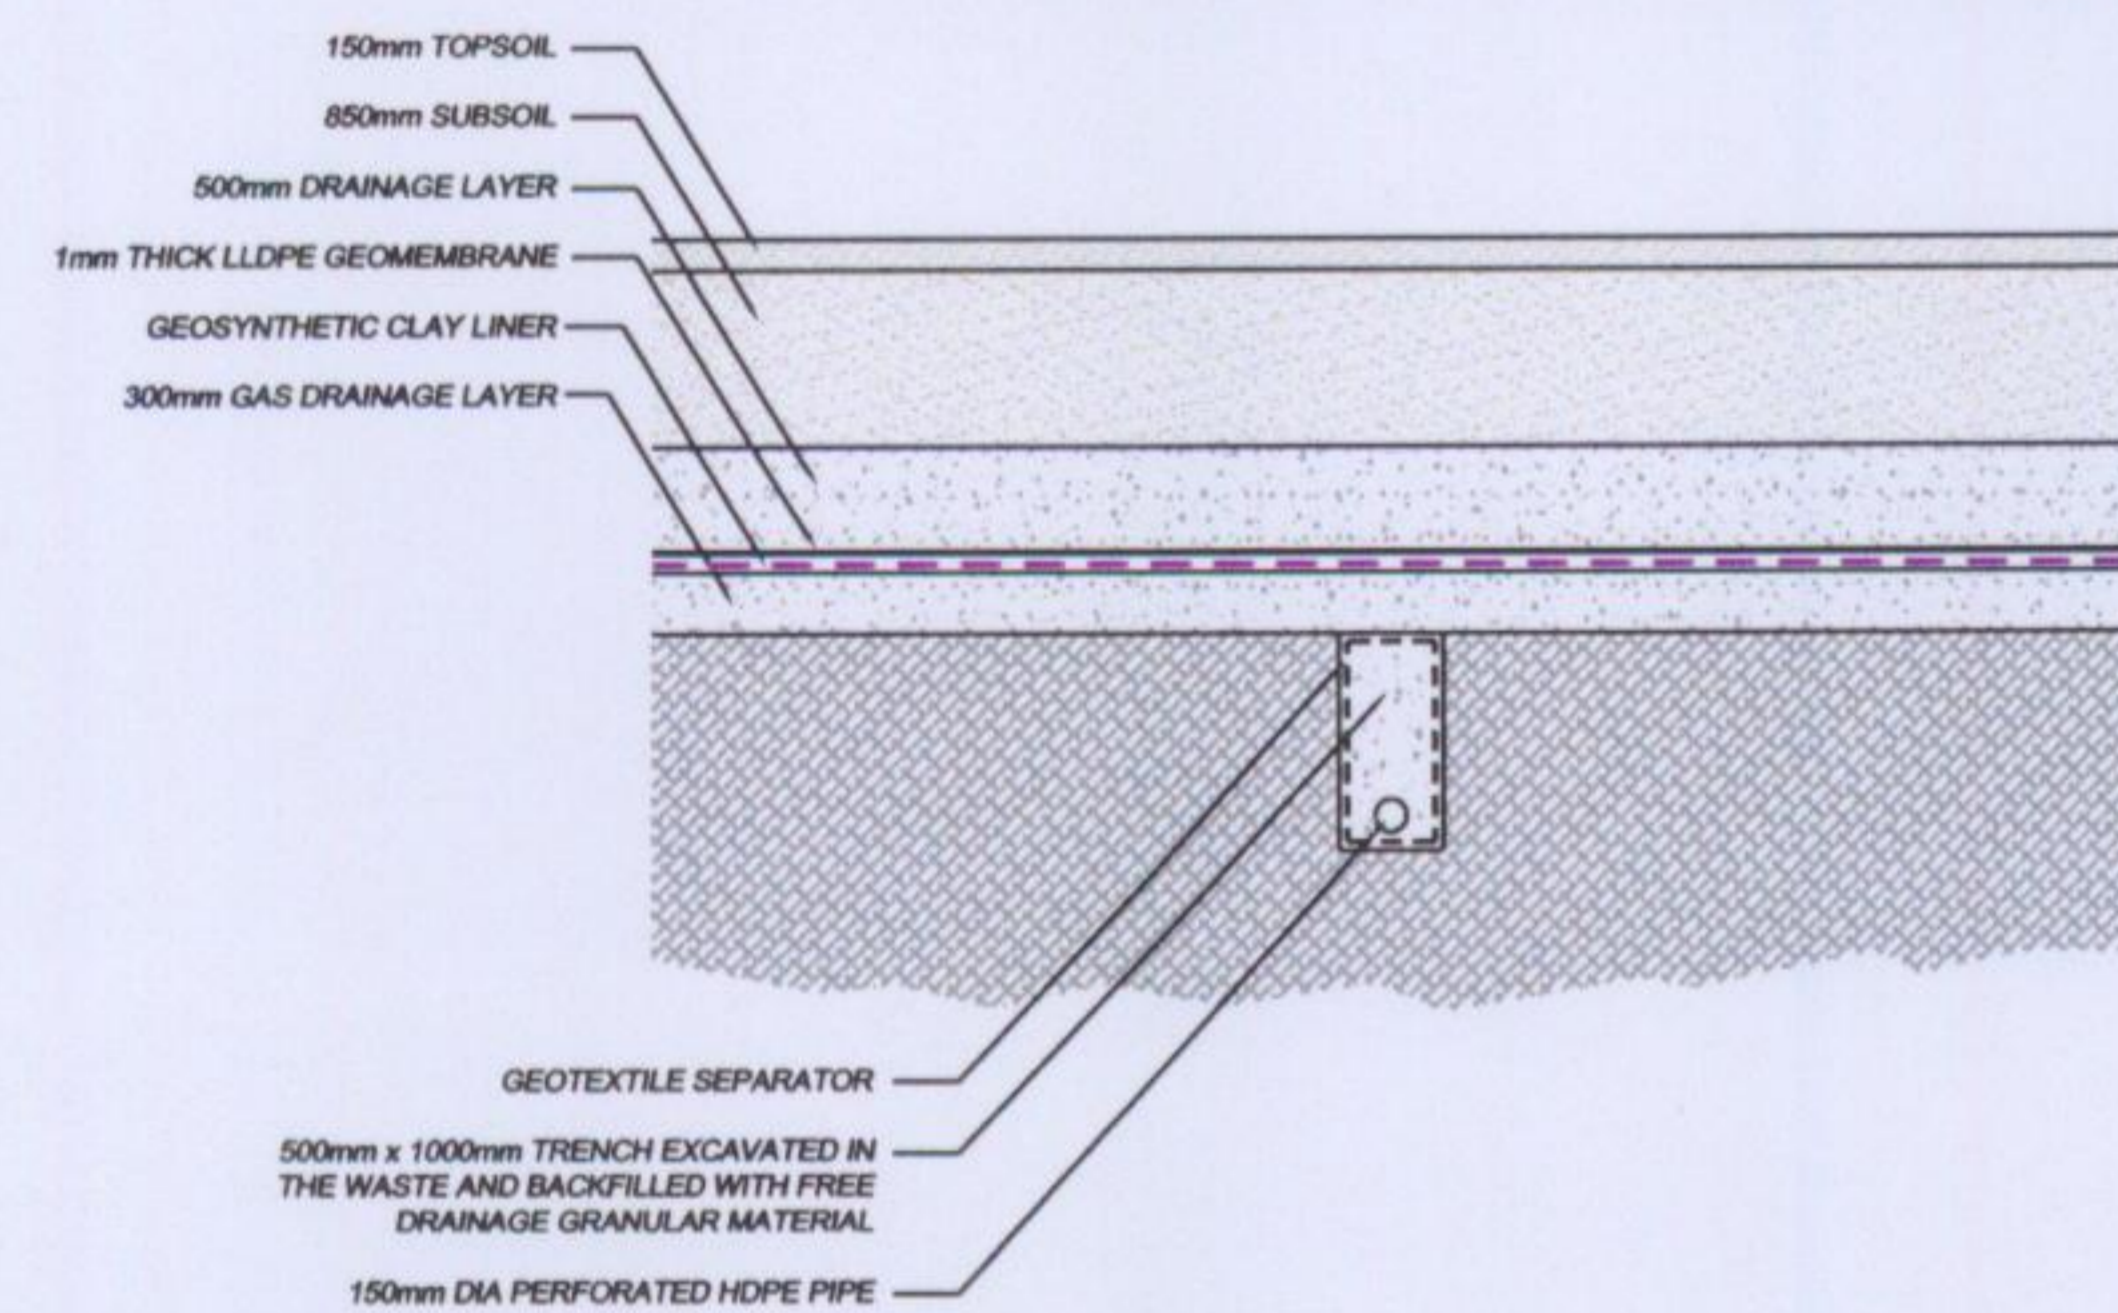 150mm TOPSOIL
850mm SUBSOIL
500mm DRAINAGE LAYER
1mm THICK LLDPE GEOMEMBRANE
GEOSYNTHETIC CLAY LINER
300mm GAS DRAINAGE LAYER
GEOTEXTILE SEPARATOR
500mm x 1000mm TRENCH EXCAVATED IN
THE WASTE AND BACKFILLED WITH FREE
DRAINAGE GRANULAR MATERIAL
150mm DIA PERFORATED HDPE PIPE